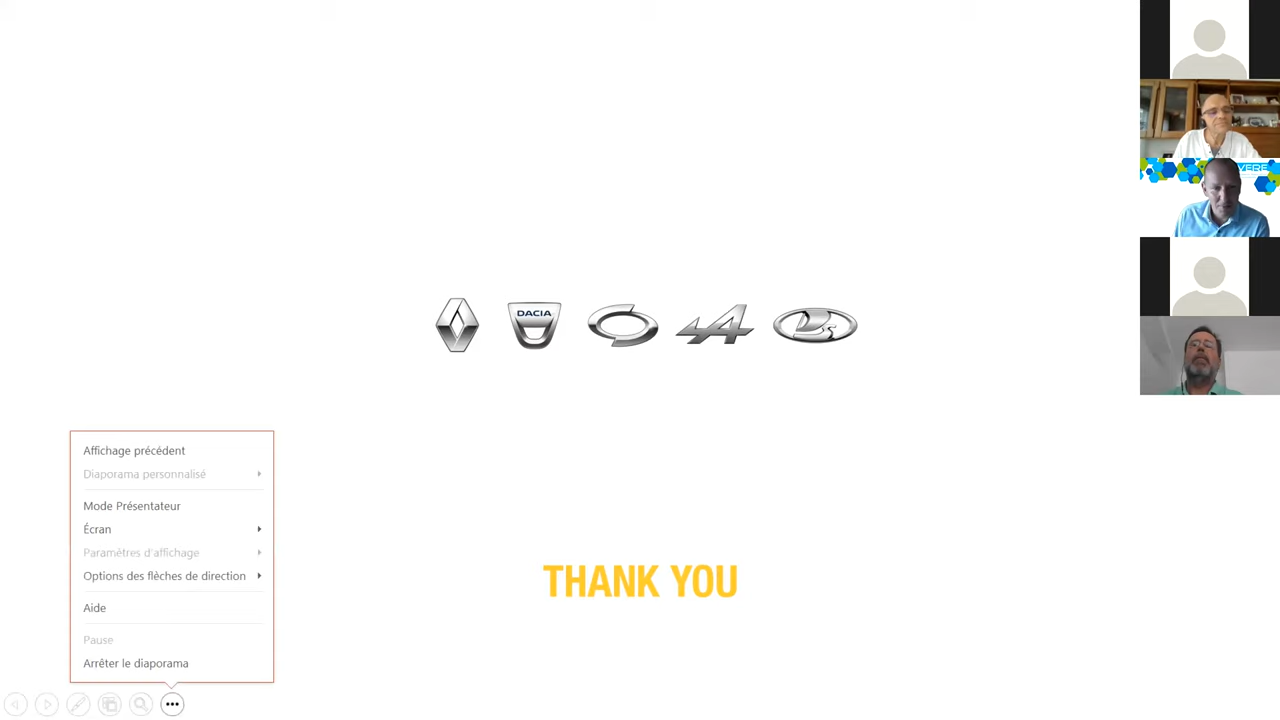 VERE
DACIA
Affichage précédent
Diaporama personnalisé
Mode Présentateur
Écran
Paramètres d'affichage
Options des flèches de direction
Aide
Pause
Arrêter le diaporama
THANK YOU